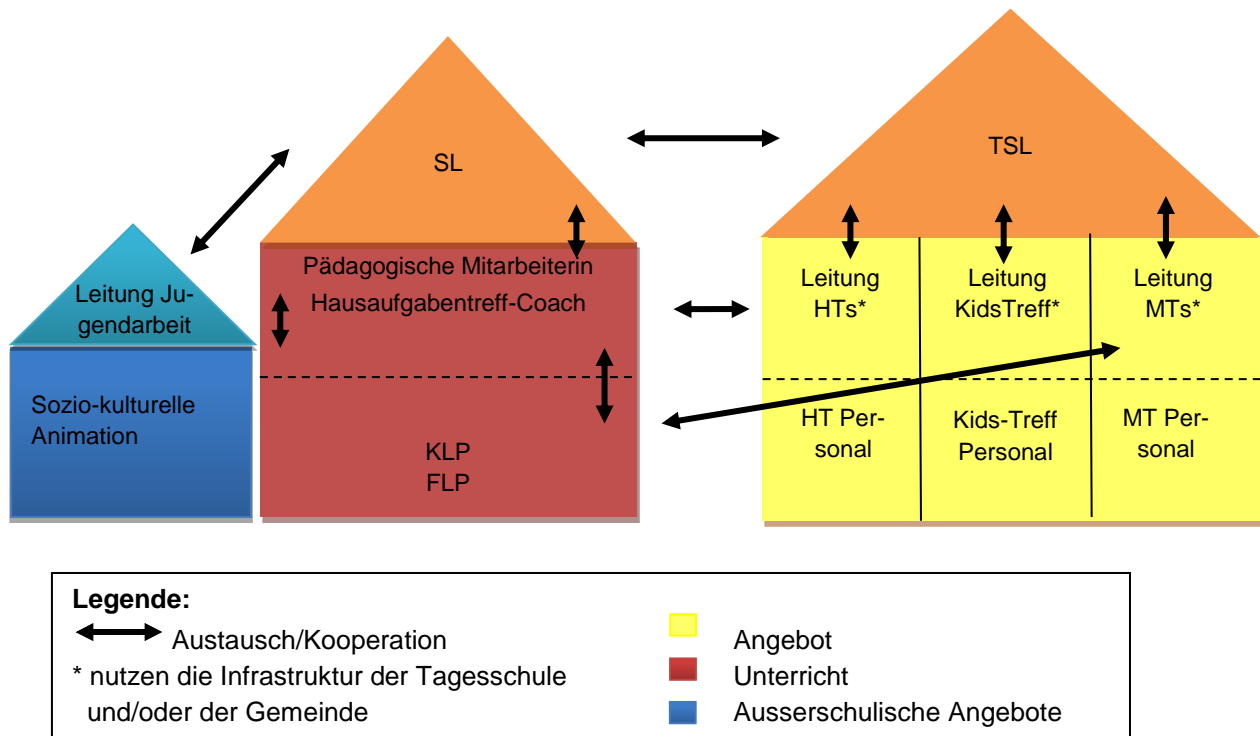 SL
TSL
Leitung Ju-
gendarbeit
Sozio-kulturelle
Animation
Pädagogische Mitarbeiterin
Hausaufgabentreff-Coach
KLP
FLP
Leitung
HTs*
Leitung
KidsTreff*
Leitung
MTs*
HT Per-
sonal
Kids-Treff
Personal
MT Per-
sonal
Legende:
Austausch/Kooperation
* nutzen die Infrastruktur der Tagesschule
und/oder der Gemeinde
Angebot
Unterricht
Ausserschulische Angebote